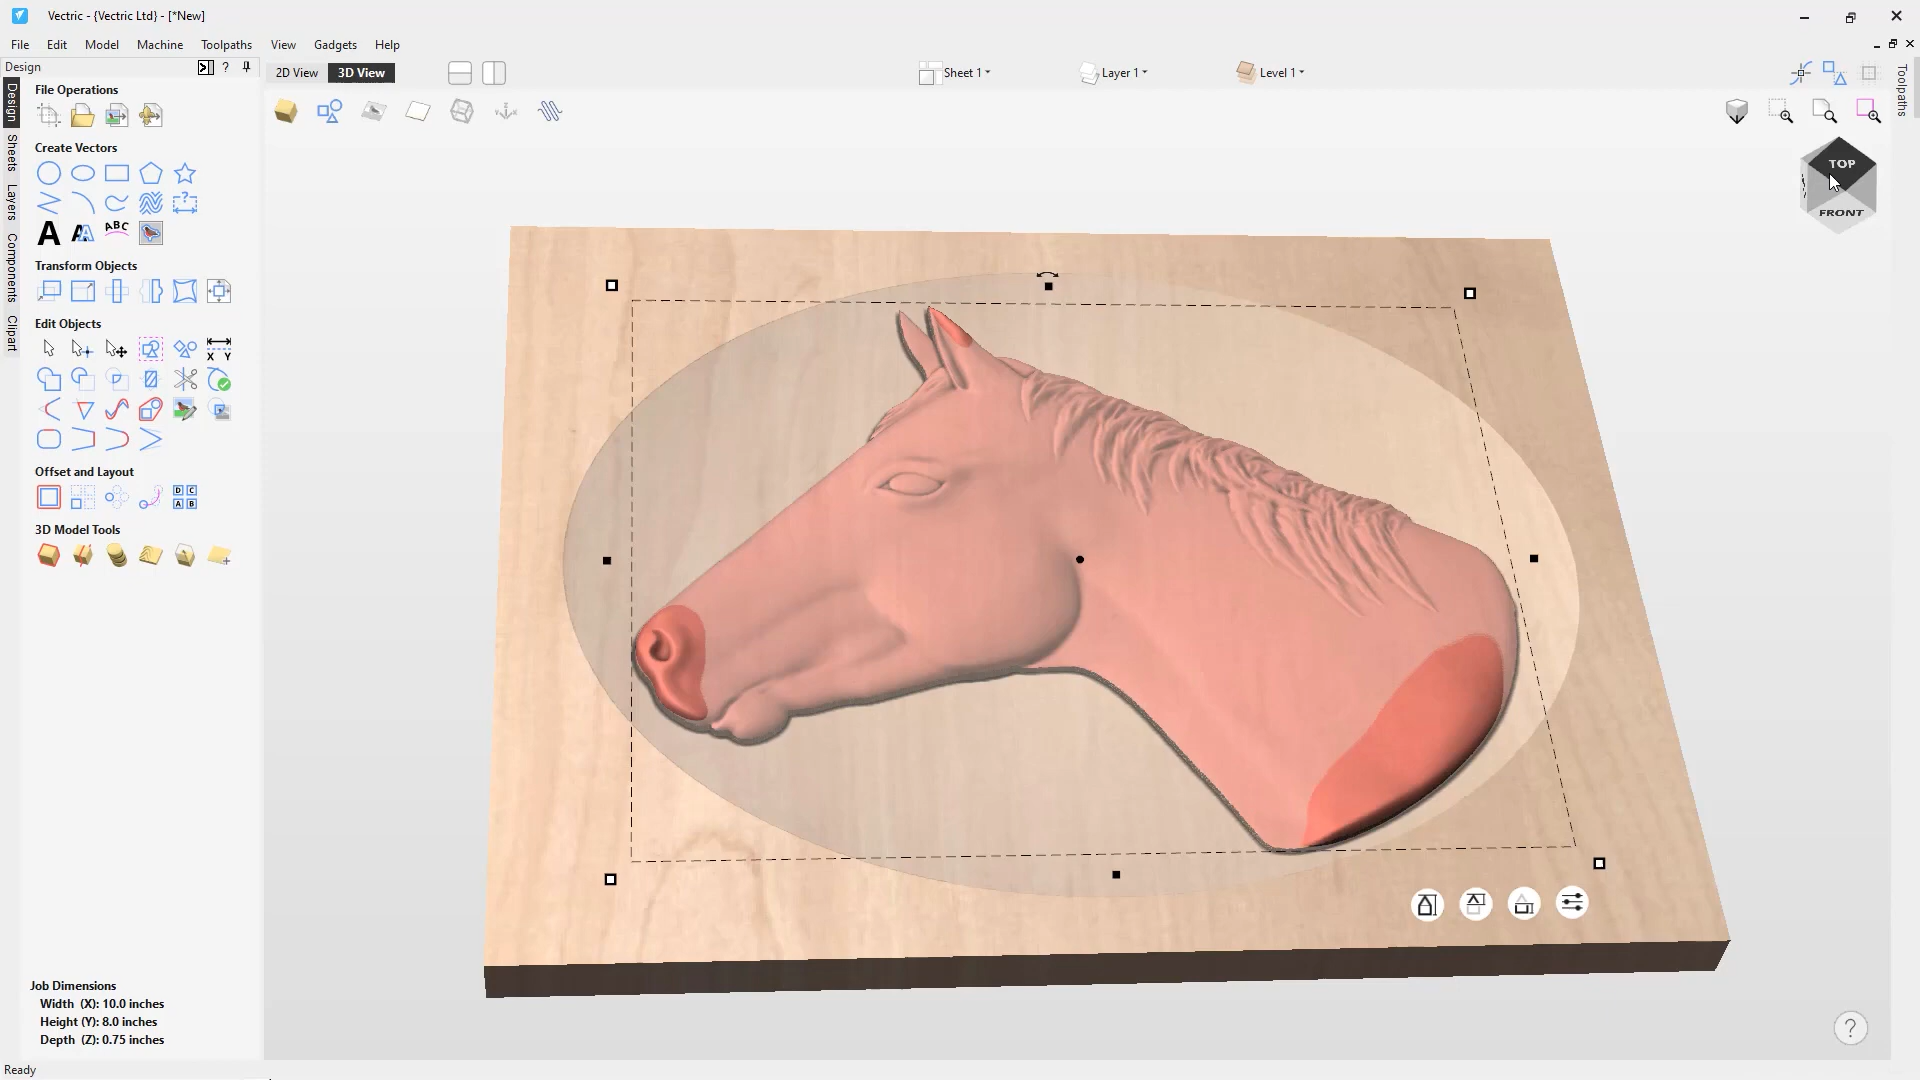 Vectric - {Vectric Ltd} - [*New]
File Edit Model Machine Toolpaths View Gadgets Help
Design ?
2D View 3D View Sheet 1 Layer 1 Level 1
Design
Sheets
Layers
Components
Clipart
Toolpaths
File Operations
Create Vectors
A A ABC
Transform Objects
Edit Objects
X Y
Offset and Layout
D C
A B
3D Model Tools
TOP
FRONT
Job Dimensions
Width (X): 10.0 inches
Height (Y): 8.0 inches
Depth (Z): 0.75 inches
?
Ready